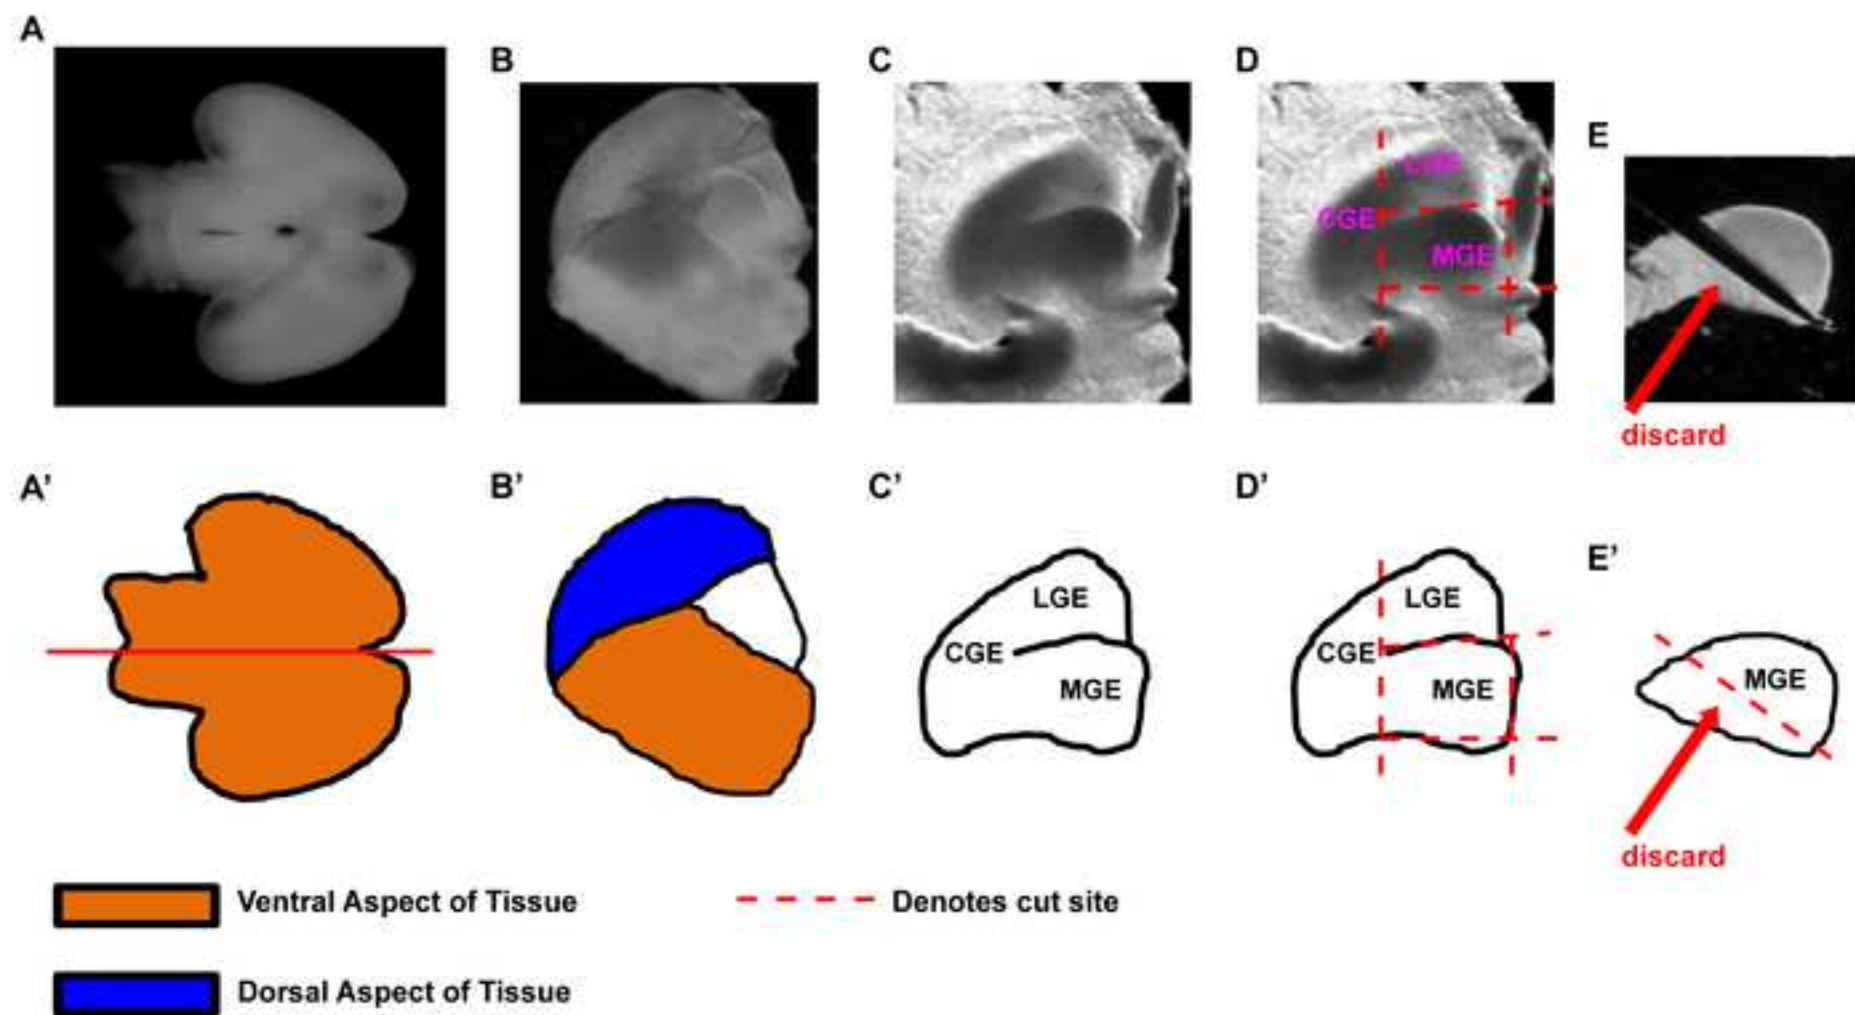 A
B
C
D
E
LGE
CGE
MGE
discard
A'
B'
C'
D'
E'
LGE
CGE
MGE
LGE
CGE
MGE
MGE
discard
Ventral Aspect of Tissue
Denotes cut site
Dorsal Aspect of Tissue